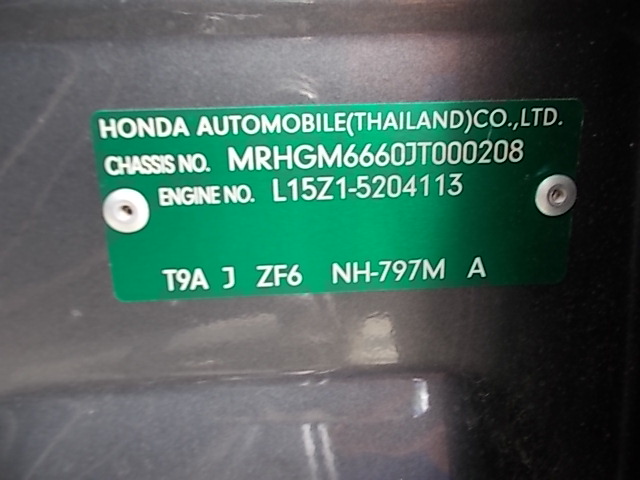 HONDA AUTOMOBILE(THAILAND)CO.,LTD.
CHASSIS NO. MRHGM6660JT000208
ENGINE NO. L15Z1-5204113
T9A J ZF6 NH-797M A